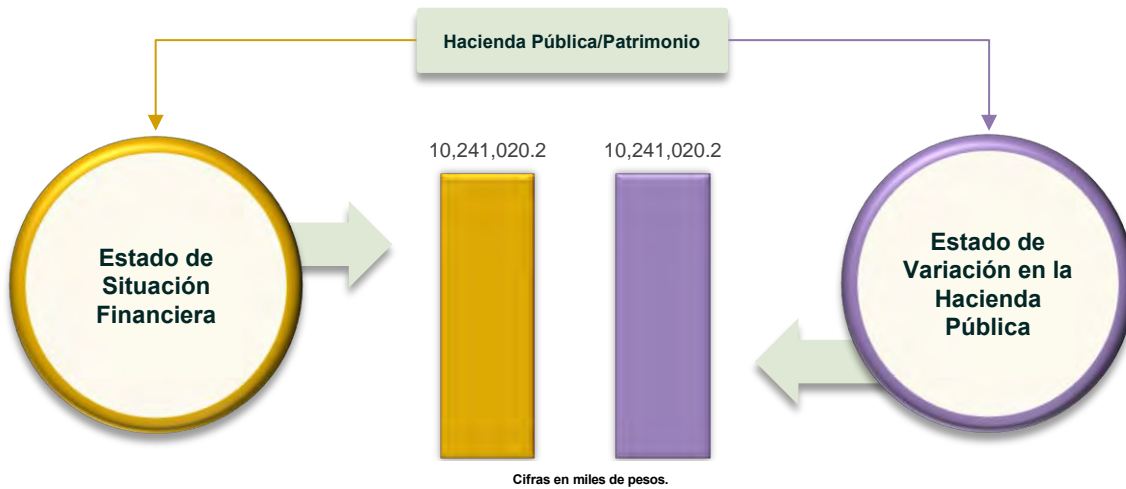 Hacienda Pública/Patrimonio
10,241,020.2
10,241,020.2
Estado de
Situación
Financiera
Estado de
Variación en la
Hacienda
Pública
Cifras en miles de pesos.